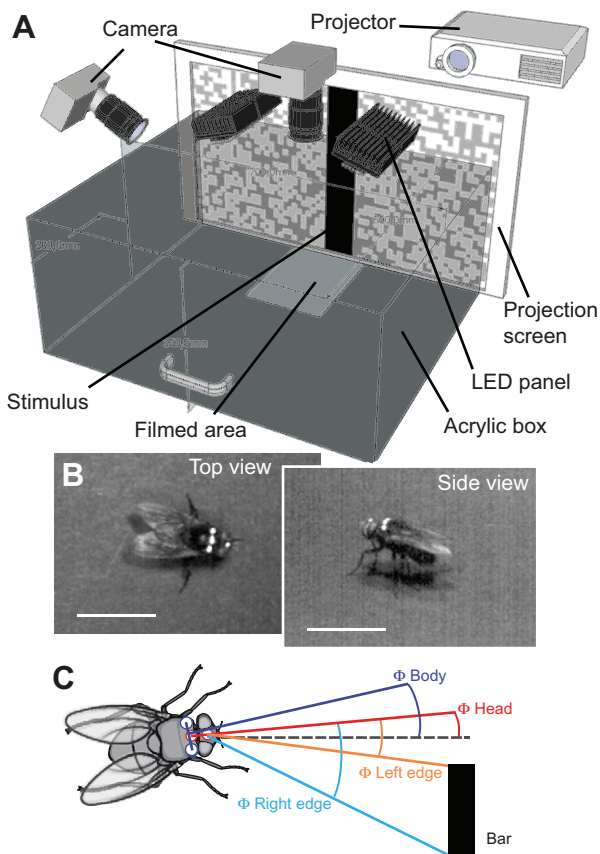 A
Camera
Projector
Projection
screen
LED panel
Stimulus
Filmed area
Acrylic box
B
Top view
Side view
C
Φ Body
Φ Head
Φ Left edge
Φ Right edge
Bar